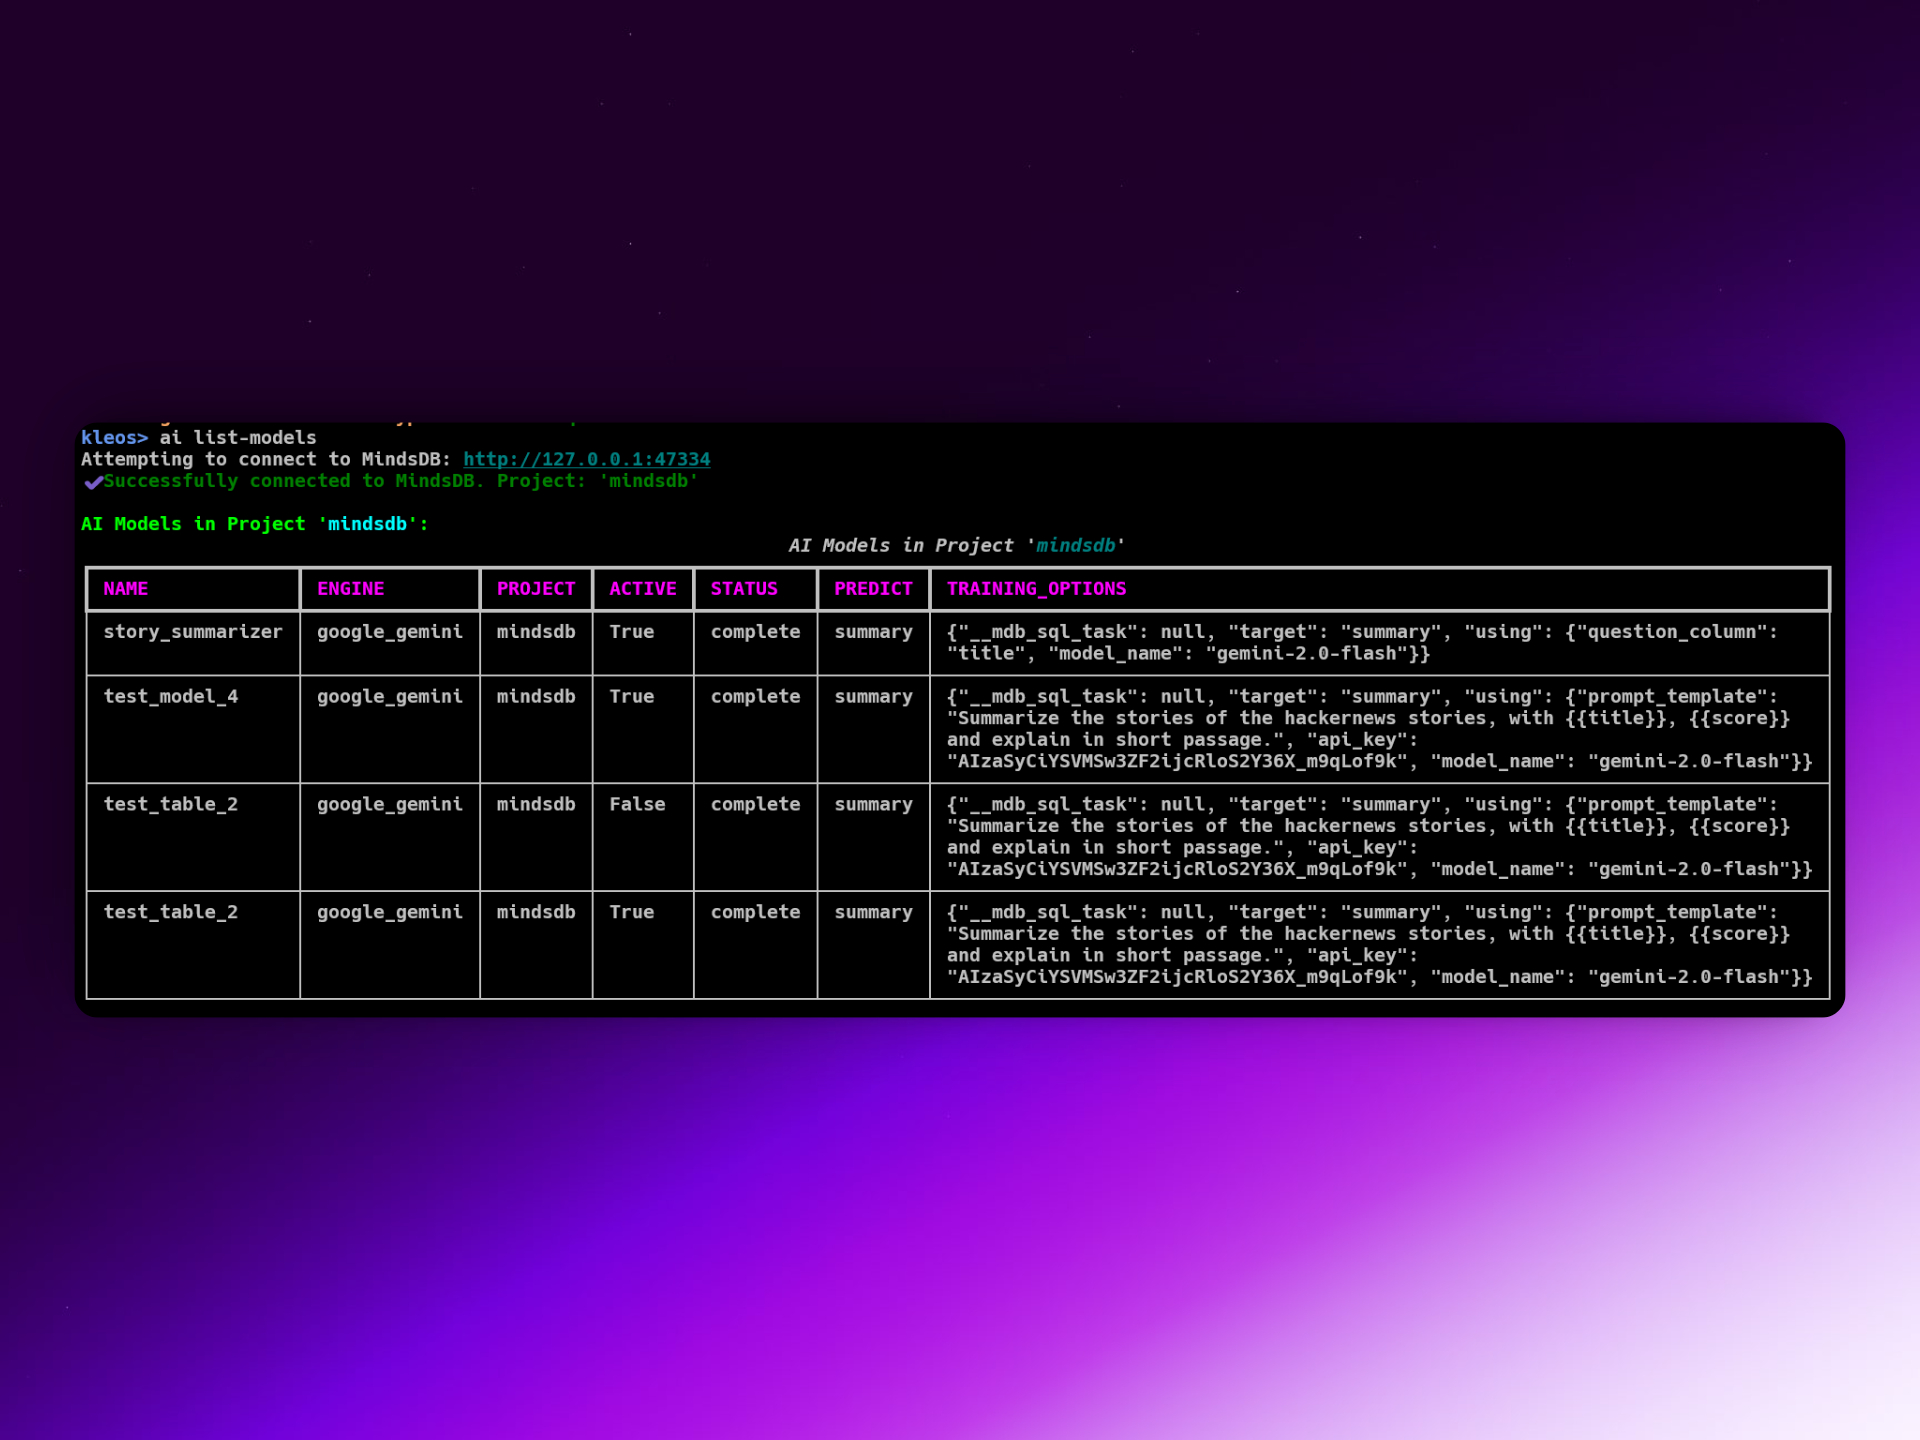 kleos> ai list-models
Attempting to connect to MindsDB: http://127.0.0.1:47334
✔Successfully connected to MindsDB. Project: 'mindsdb'
AI Models in Project 'mindsdb':
AI Models in Project 'mindsdb'
NAME ENGINE PROJECT ACTIVE STATUS PREDICT TRAINING_OPTIONS
story_summarizer google_gemini mindsdb True complete summary {"__mdb_sql_task": null, "target": "summary", "using": {"question_column":
"title", "model_name": "gemini-2.0-flash"}}
test_model_4 google_gemini mindsdb True complete summary {"__mdb_sql_task": null, "target": "summary", "using": {"prompt_template":
"Summarize the stories of the hackernews stories, with {{title}}, {{score}}
and explain in short passage.", "api_key":
"AIzaSyCiYSVMSw3ZF2ijcRloS2Y36X_m9qLof9k", "model_name": "gemini-2.0-flash"}}
test_table_2 google_gemini mindsdb False complete summary {"__mdb_sql_task": null, "target": "summary", "using": {"prompt_template":
"Summarize the stories of the hackernews stories, with {{title}}, {{score}}
and explain in short passage.", "api_key":
"AIzaSyCiYSVMSw3ZF2ijcRloS2Y36X_m9qLof9k", "model_name": "gemini-2.0-flash"}}
test_table_2 google_gemini mindsdb True complete summary {"__mdb_sql_task": null, "target": "summary", "using": {"prompt_template":
"Summarize the stories of the hackernews stories, with {{title}}, {{score}}
and explain in short passage.", "api_key":
"AIzaSyCiYSVMSw3ZF2ijcRloS2Y36X_m9qLof9k", "model_name": "gemini-2.0-flash"}}